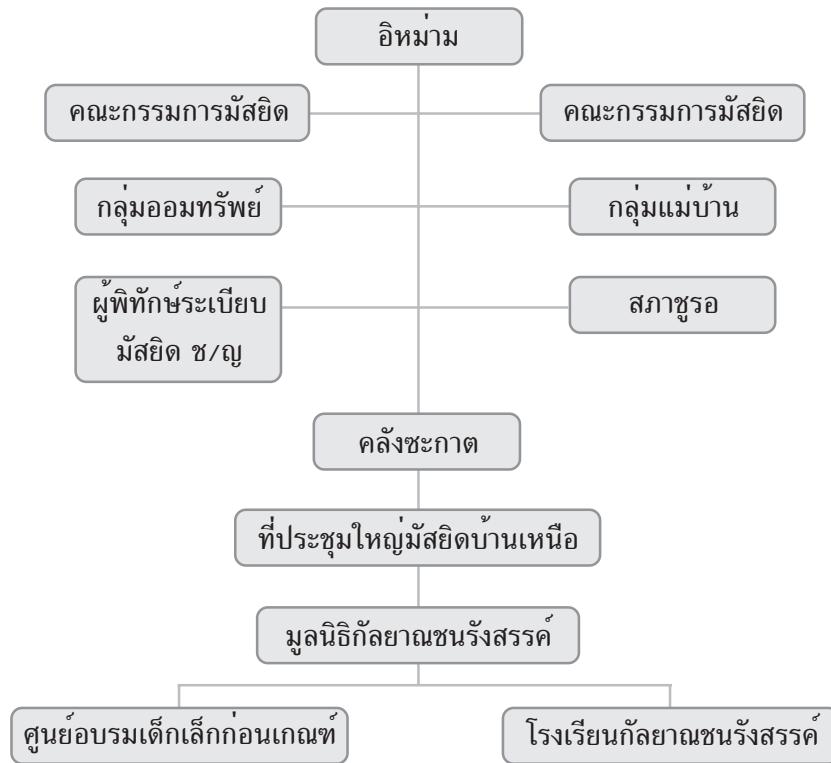 อิหม่าม
คณะกรรมการมัสยิด
คณะกรรมการมัสยิด
กลุ่มออมทรัพย์
กลุ่มแม่บ้าน
ผู้พิทักษ์ระเบียบ
มัสยิด ช/ญ
สภาชูรอ
คลังซะกาต
ที่ประชุมใหญ่มัสยิดบ้านเหนือ
มูลนิธิกัลยาณชนรังสรรค์
ศูนย์อบรมเด็กเล็กก่อนเกณฑ์
โรงเรียนกัลยาณชนรังสรรค์